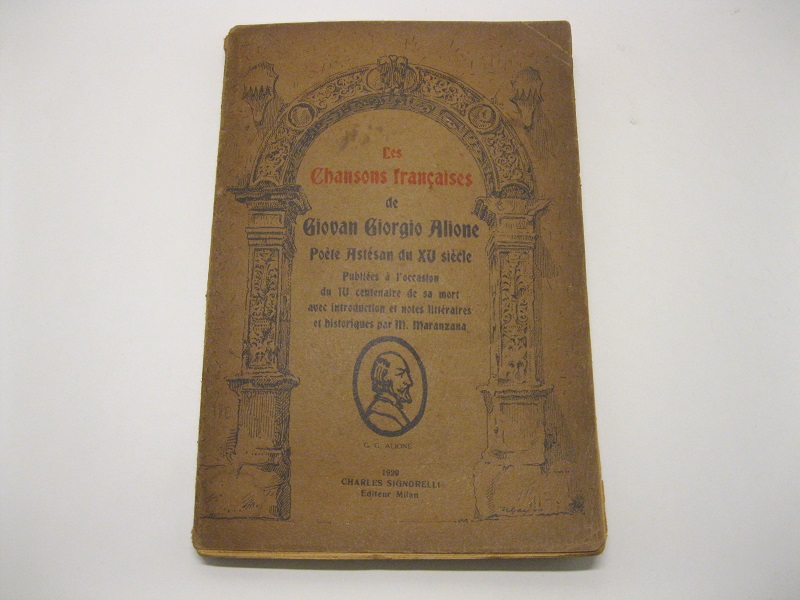 Les
Chansons françaises
de
Giovan Giorgio Alione
Poète Astésan du XV siècle
Publiées à l'occasion
du IV centenaire de sa mort
avec introduction et notes littéraires
et historiques par M. Maranzana
G. G. ALIONE
1929
CHARLES SIGNORELLI
Editeur Milan